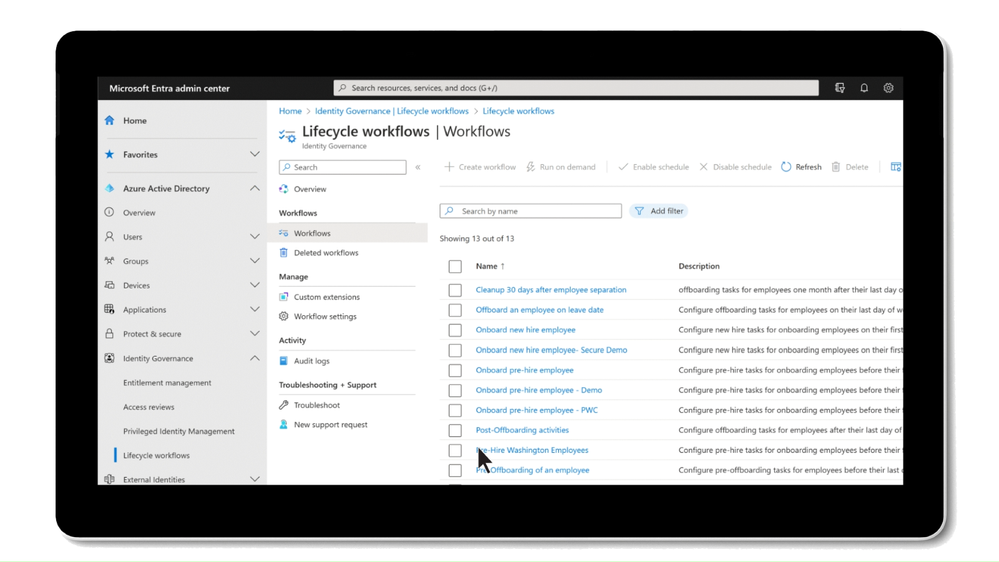 Microsoft Entra admin center
Search resources, services, and docs (G+/)
Home
Favorites
Azure Active Directory
Overview
Users
Groups
Devices
Applications
Protect & secure
Identity Governance
Entitlement management
Access reviews
Privileged Identity Management
Lifecycle workflows
External Identities
Home > Identity Governance | Lifecycle workflows > Lifecycle workflows
Lifecycle workflows | Workflows
Identity Governance
Search
Overview
Workflows
Workflows
Deleted workflows
Manage
Custom extensions
Workflow settings
Activity
Audit logs
Troubleshooting + Support
Troubleshoot
New support request
Create workflow Run on demand Enable schedule Disable schedule Refresh Delete
Search by name Add filter
Showing 13 out of 13
Name ↑ Description
Cleanup 30 days after employee separation offboarding tasks for employees one month after their last day o
Offboard an employee on leave date Configure offboarding tasks for employees on their last day of w
Onboard new hire employee Configure new hire tasks for onboarding employees on their first
Onboard new hire employee- Secure Demo Configure new hire tasks for onboarding employees on their first
Onboard pre-hire employee Configure pre-hire tasks for onboarding employees before their f
Onboard pre-hire employee - Demo Configure pre-hire tasks for onboarding employees before their f
Onboard pre-hire employee - PWC Configure pre-hire tasks for onboarding employees before their f
Post-Offboarding activities Configure offboarding tasks for employees after their last day of
Pre-Hire Washington Employees Configure pre-hire tasks for onboarding employees before their f
Pre-Offboarding of an employee Configure pre-offboarding tasks for employees before their last d